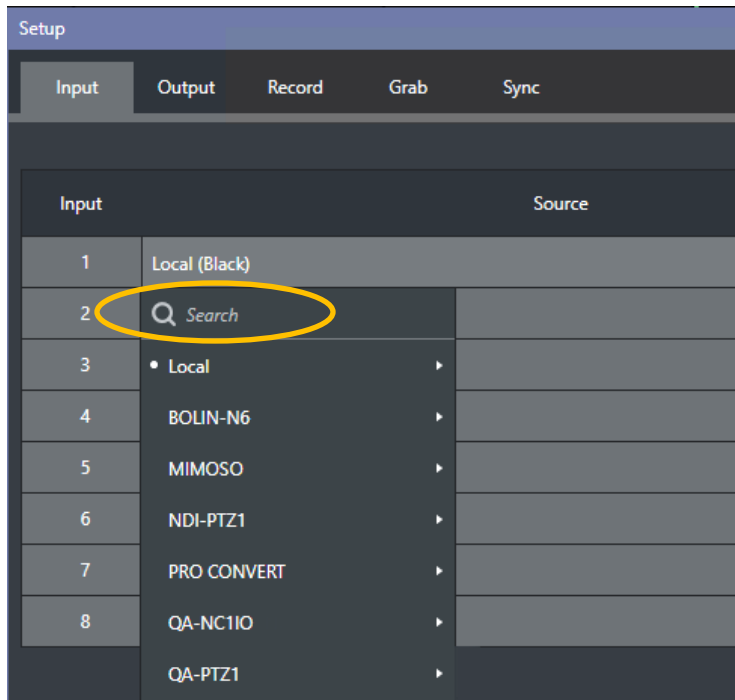 Setup
Input Output Record Grab Sync
Input Source
1 Local (Black)
2 Search
3 Local
4 BOLIN-N6
5 MIMOSO
6 NDI-PTZ1
7 PRO CONVERT
8 QA-NC1IO
QA-PTZ1